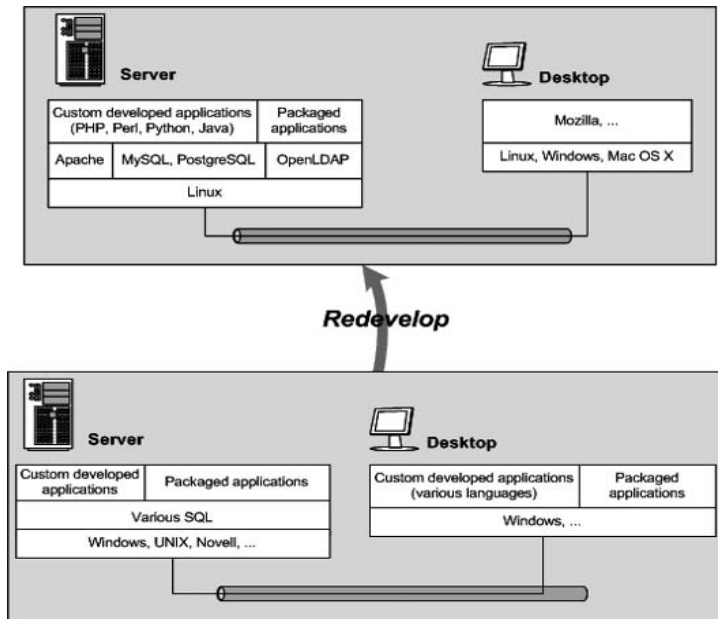 Server
Desktop
Custom developed applications
(PHP, Perl, Python, Java)
Packaged
applications
Apache
MySQL, PostgreSQL
OpenLDAP
Linux
Mozilla, ...
Linux, Windows, Mac OS X
Redevelop
Server
Desktop
Custom developed
applications
Packaged applications
Various SQL
Windows, UNIX, Novell, ...
Custom developed applications
(various languages)
Packaged
applications
Windows, ...